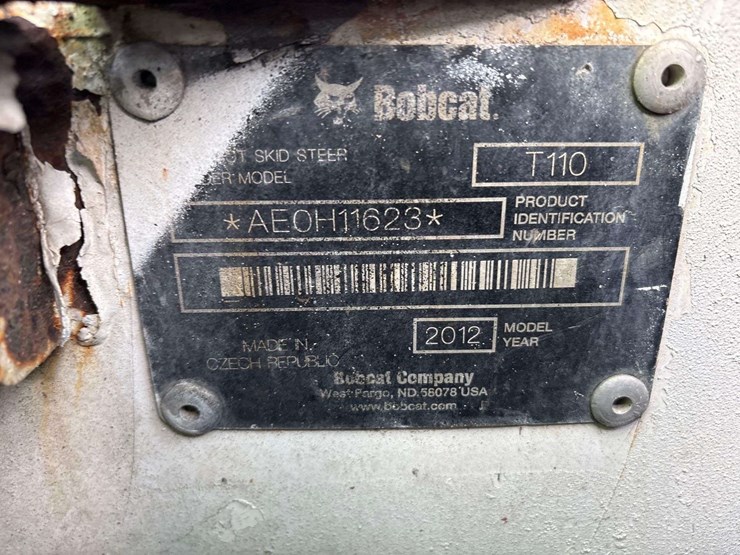 Bobcat.
SKID STEER
MODEL
T110
*AE0H11623*
PRODUCT
IDENTIFICATION
NUMBER
2012
MODEL
YEAR
MADE IN
CZECH REPUBLIC
Bobcat Company
West Fargo, ND 58078 USA
www.bobcat.com